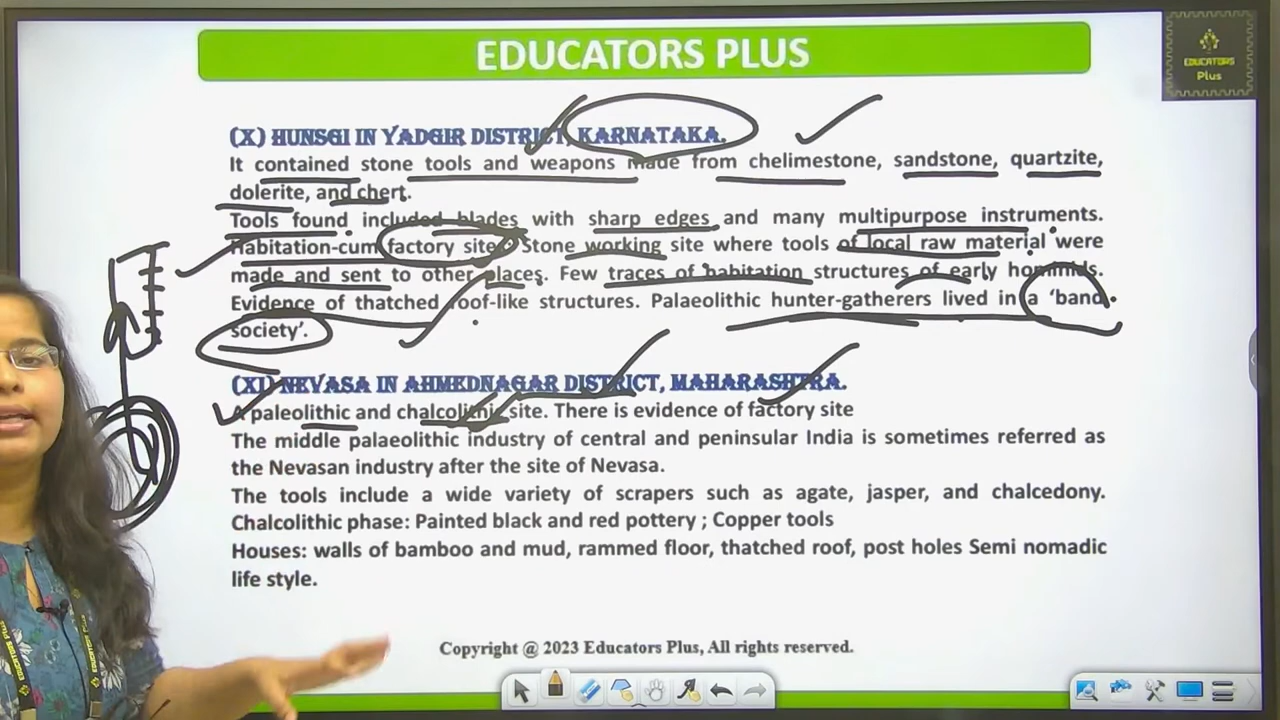 EDUCATORS PLUS
EDUCATORS
Plus
(X) HUNSGI IN YADGIR DISTRICT, KARNATAKA.
It contained stone tools and weapons made from chelimestone, sandstone, quartzite,
dolerite, and chert.
Tools found included blades with sharp edges and many multipurpose instruments.
Habitation-cum factory site. Stone working site where tools of local raw material were
made and sent to other places. Few traces of habitation structures of early hominids.
Evidence of thatched roof-like structures. Palaeolithic hunter-gatherers lived in a ‘band
society’.
(XI) NEVASA IN AHMEDNAGAR DISTRICT, MAHARASHTRA.
A paleolithic and chalcolithic site. There is evidence of factory site
The middle palaeolithic industry of central and peninsular India is sometimes referred as
the Nevasan industry after the site of Nevasa.
The tools include a wide variety of scrapers such as agate, jasper, and chalcedony.
Chalcolithic phase: Painted black and red pottery ; Copper tools
Houses: walls of bamboo and mud, rammed floor, thatched roof, post holes Semi nomadic
life style.
Copyright @ 2023 Educators Plus, All rights reserved.